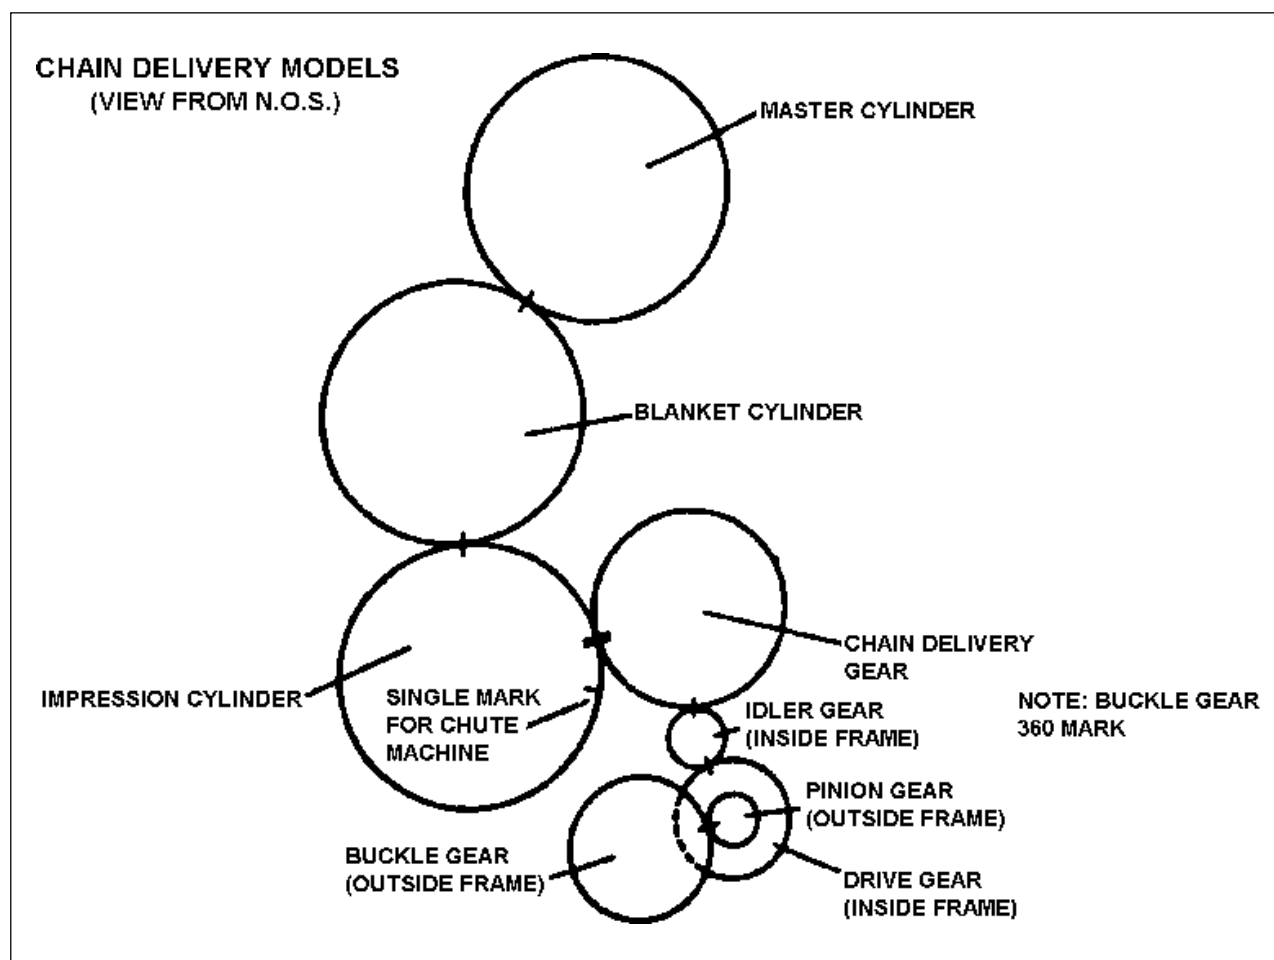 CHAIN DELIVERY MODELS
(VIEW FROM N.O.S.)
MASTER CYLINDER
BLANKET CYLINDER
CHAIN DELIVERY
GEAR
IMPRESSION CYLINDER
SINGLE MARK
FOR CHUTE
MACHINE
IDLER GEAR
(INSIDE FRAME)
NOTE: BUCKLE GEAR
360 MARK
PINION GEAR
(OUTSIDE FRAME)
BUCKLE GEAR
(OUTSIDE FRAME)
DRIVE GEAR
(INSIDE FRAME)